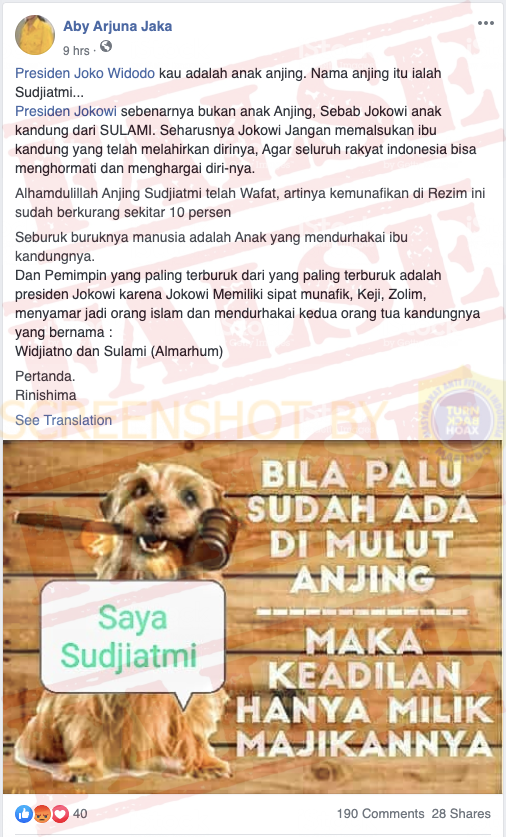 Aby Arjuna Jaka
9 hrs ·
Presiden Joko Widodo kau adalah anak anjing. Nama anjing itu ialah
Sudjiatmi...
Presiden Jokowi sebenarnya bukan anak Anjing, Sebab Jokowi anak
kandung dari SULAMI. Seharusnya Jokowi Jangan memalsukan ibu
kandung yang telah melahirkan dirinya, Agar seluruh rakyat indonesia bisa
menghormati dan menghargai diri-nya.
Alhamdulillah Anjing Sudjiatmi telah Wafat, artinya kemunafikan di Rezim ini
sudah berkurang sekitar 10 persen
Seburuk buruknya manusia adalah Anak yang mendurhakai ibu
kandungnya.
Dan Pemimpin yang paling terburuk dari yang paling terburuk adalah
presiden Jokowi karena Jokowi Memiliki sipat munafik, Keji, Zolim,
menyamar jadi orang islam dan mendurhakai kedua orang tua kandungnya
yang bernama :
Widjiatno dan Sulami (Almarhum)
Pertanda.
Rinishima
See Translation
FALSE
FALSE
SCREENSHOT BY
TURN
BACK
HOAX
BILA PALU
SUDAH ADA
DI MULUT
ANJING
MAKA
KEADILAN
HANYA MILIK
MAJIKANNYA
Saya
Sudjiatmi
40
190 Comments 28 Shares